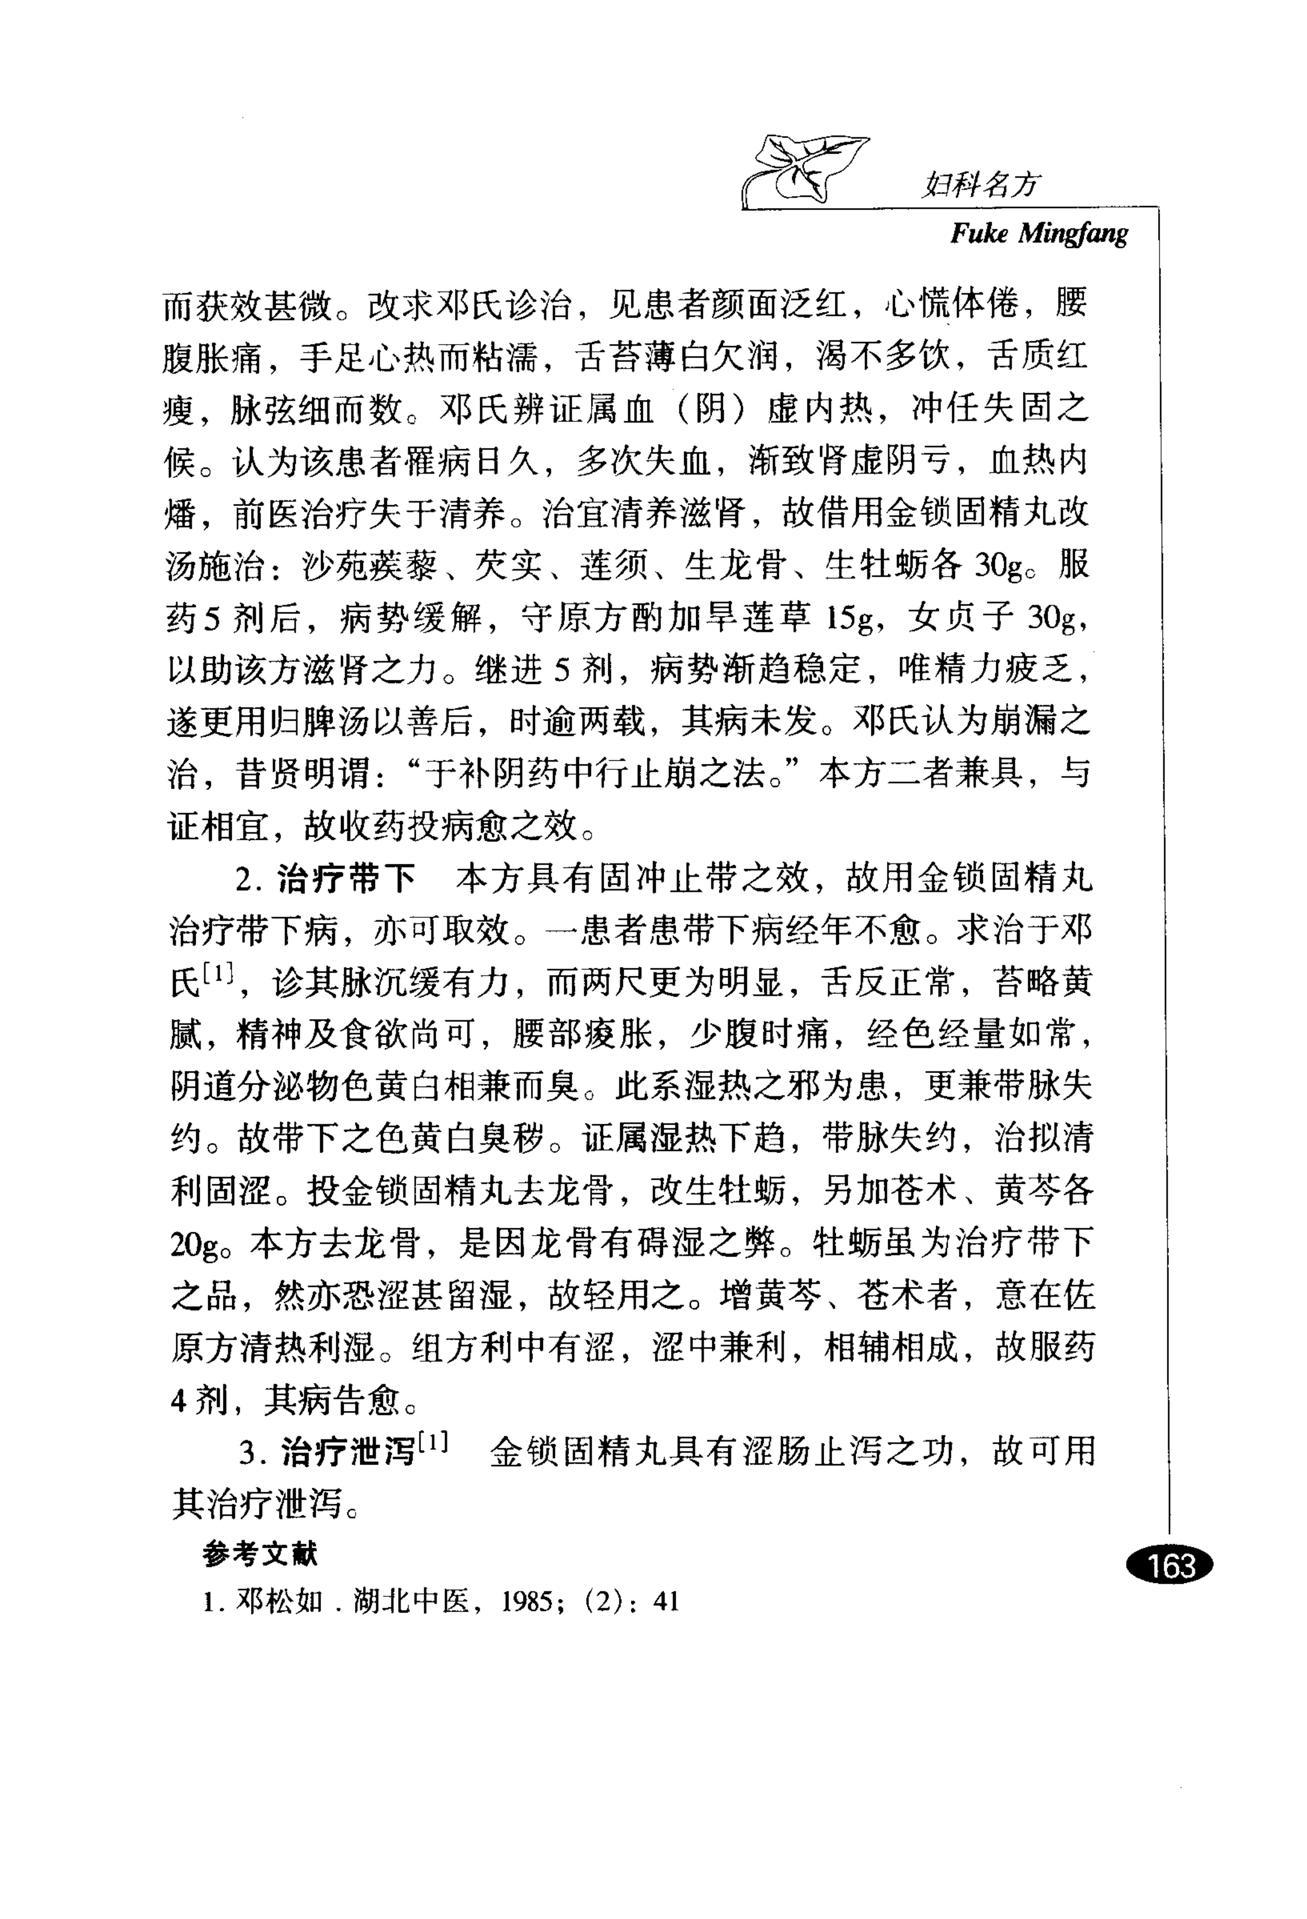 妇科名方
Fuke Mingfang
而获效甚微。改求邓氏诊治，见患者颜面泛红，心慌体倦，腰
腹胀痛，手足心热而粘濡，舌苔薄白欠润，渴不多饮，舌质红
瘦，脉弦细而数。邓氏辨证属血（阴）虚内热，冲任失固之
候。认为该患者罹病日久，多次失血，渐致肾虚阴亏，血热内
燔，前医治疗失于清养。治宜清养滋肾，故借用金锁固精丸改
汤施治：沙苑蒺藜、芡实、莲须、生龙骨、生牡蛎各 30g。服
药 5 剂后，病势缓解，守原方酌加旱莲草 15g，女贞子 30g，
以助该方滋肾之力。继进 5 剂，病势渐趋稳定，唯精力疲乏，
遂更用归脾汤以善后，时逾两载，其病未发。邓氏认为崩漏之
治，昔贤明谓：“于补阴药中行止崩之法。”本方二者兼具，与
证相宜，故收药投病愈之效。
2. 治疗带下　本方具有固冲止带之效，故用金锁固精丸
治疗带下病，亦可取效。一患者患带下病经年不愈。求治于邓
氏[1]，诊其脉沉缓有力，而两尺更为明显，舌反正常，苔略黄
腻，精神及食欲尚可，腰部痠胀，少腹时痛，经色经量如常，
阴道分泌物色黄白相兼而臭。此系湿热之邪为患，更兼带脉失
约。故带下之色黄白臭秽。证属湿热下趋，带脉失约，治拟清
利固涩。投金锁固精丸去龙骨，改生牡蛎，另加苍术、黄芩各
20g。本方去龙骨，是因龙骨有碍湿之弊。牡蛎虽为治疗带下
之品，然亦恐涩甚留湿，故轻用之。增黄芩、苍术者，意在佐
原方清热利湿。组方利中有涩，涩中兼利，相辅相成，故服药
4 剂，其病告愈。
3. 治疗泄泻[1]　金锁固精丸具有涩肠止泻之功，故可用
其治疗泄泻。
参考文献
1. 邓松如．湖北中医，1985；（2）：41
163